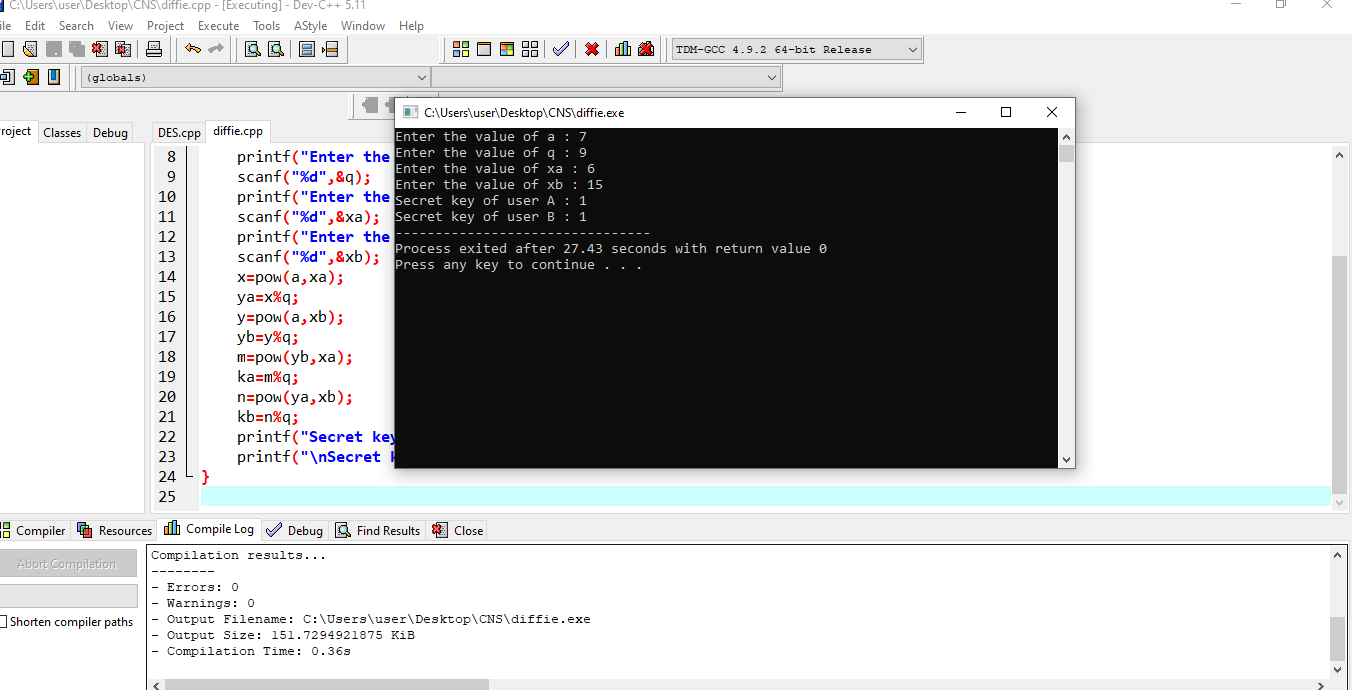 C:\Users\user\Desktop\CNS\diffie.cpp - [Executing] - Dev-C++ 5.11
ile Edit Search View Project Execute Tools AStyle Window Help
TDM-GCC 4.9.2 64-bit Release
(globals)
roject Classes Debug
DES.cpp diffie.cpp
8 printf("Enter the
9 scanf("%d",&q);
10 printf("Enter the
11 scanf("%d",&xa);
12 printf("Enter the
13 scanf("%d",&xb);
14 x=pow(a,xa);
15 ya=x%q;
16 y=pow(a,xb);
17 yb=y%q;
18 m=pow(yb,xa);
19 ka=m%q;
20 n=pow(ya,xb);
21 kb=n%q;
22 printf("Secret key
23 printf("\nSecret k
24 }
25
C:\Users\user\Desktop\CNS\diffie.exe
Enter the value of a : 7
Enter the value of q : 9
Enter the value of xa : 6
Enter the value of xb : 15
Secret key of user A : 1
Secret key of user B : 1
--------------------------------
Process exited after 27.43 seconds with return value 0
Press any key to continue . . .
Compiler Resources Compile Log Debug Find Results Close
Abort Compilation
Shorten compiler paths
Compilation results...
--------
- Errors: 0
- Warnings: 0
- Output Filename: C:\Users\user\Desktop\CNS\diffie.exe
- Output Size: 151.7294921875 KiB
- Compilation Time: 0.36s